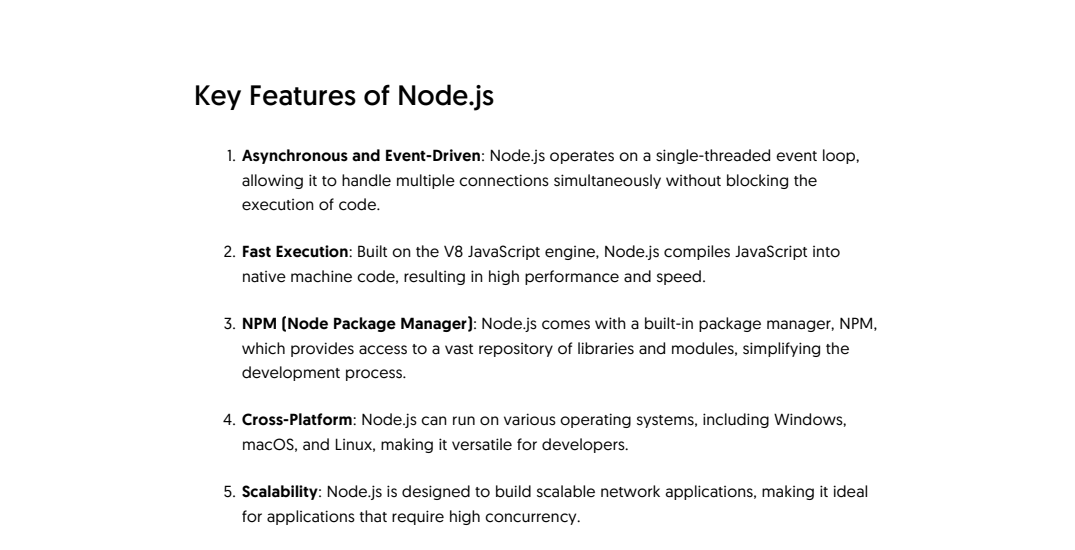 Key Features of Node.js
1. Asynchronous and Event-Driven: Node.js operates on a single-threaded event loop,
allowing it to handle multiple connections simultaneously without blocking the
execution of code.
2. Fast Execution: Built on the V8 JavaScript engine, Node.js compiles JavaScript into
native machine code, resulting in high performance and speed.
3. NPM (Node Package Manager): Node.js comes with a built-in package manager, NPM,
which provides access to a vast repository of libraries and modules, simplifying the
development process.
4. Cross-Platform: Node.js can run on various operating systems, including Windows,
macOS, and Linux, making it versatile for developers.
5. Scalability: Node.js is designed to build scalable network applications, making it ideal
for applications that require high concurrency.